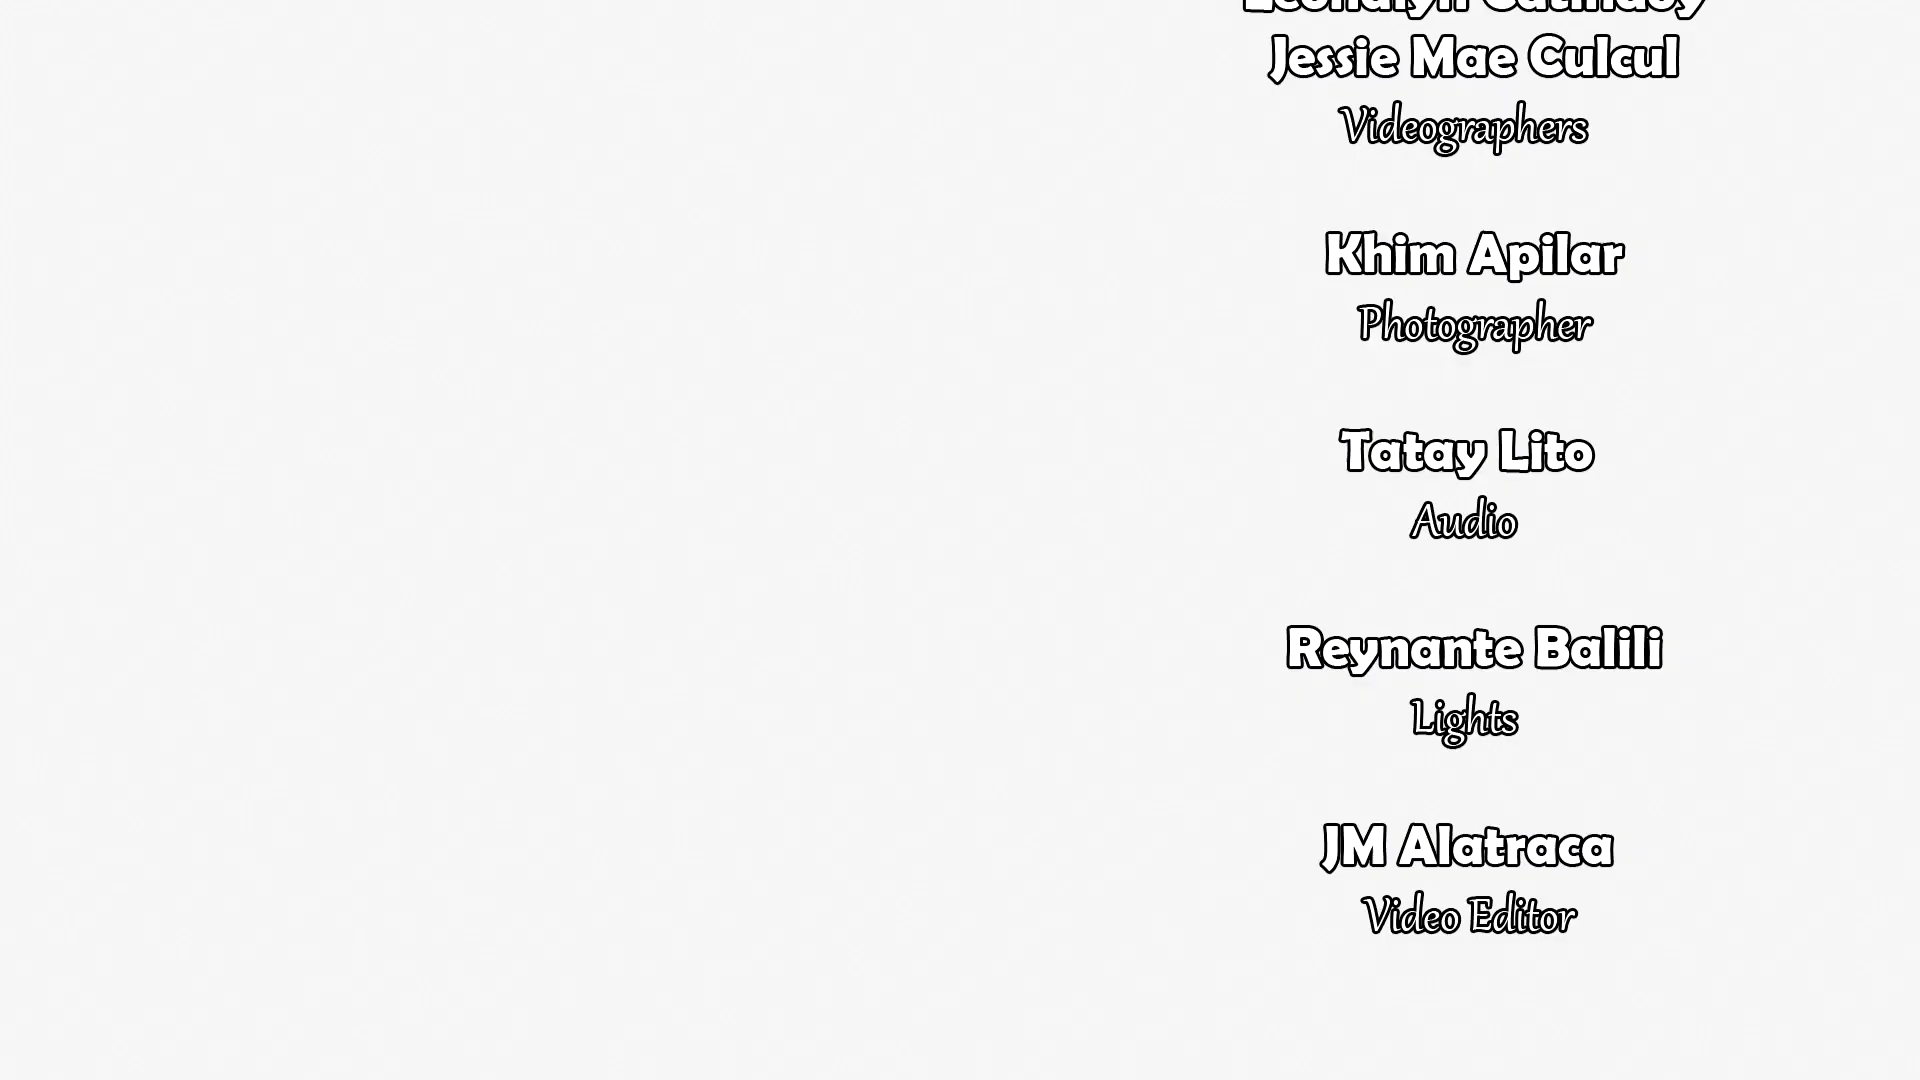 Jessie Mae Culcul
Videographers
Khim Apilar
Photographer
Tatay Lito
Audio
Reynante Balili
Lights
JM Alatraca
Video Editor